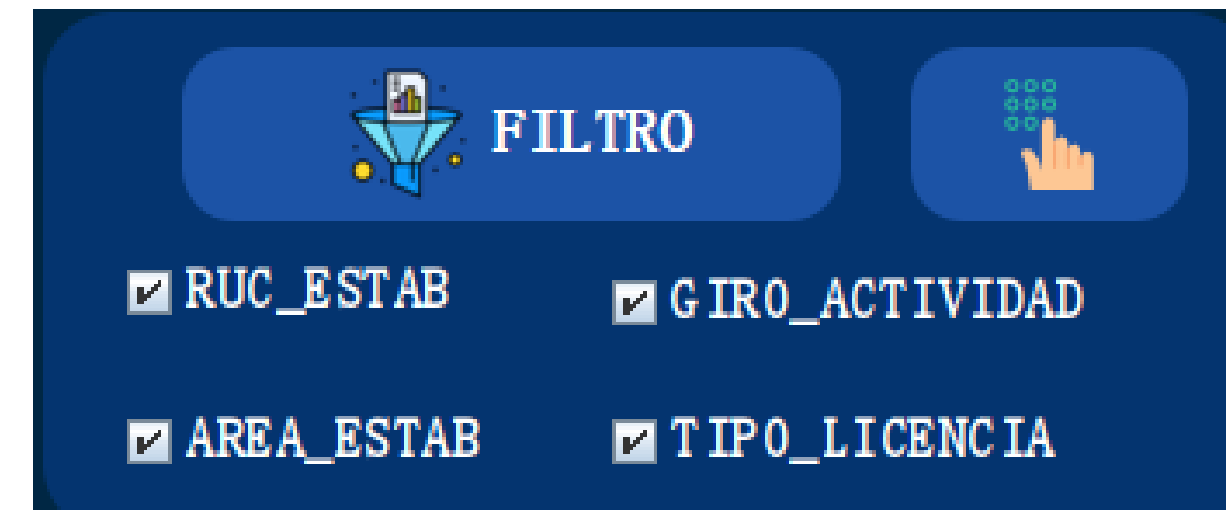 FILTRO
RUC_ESTAB
GIRO_ACTIVIDAD
AREA_ESTAB
TIPO_LICENCIA